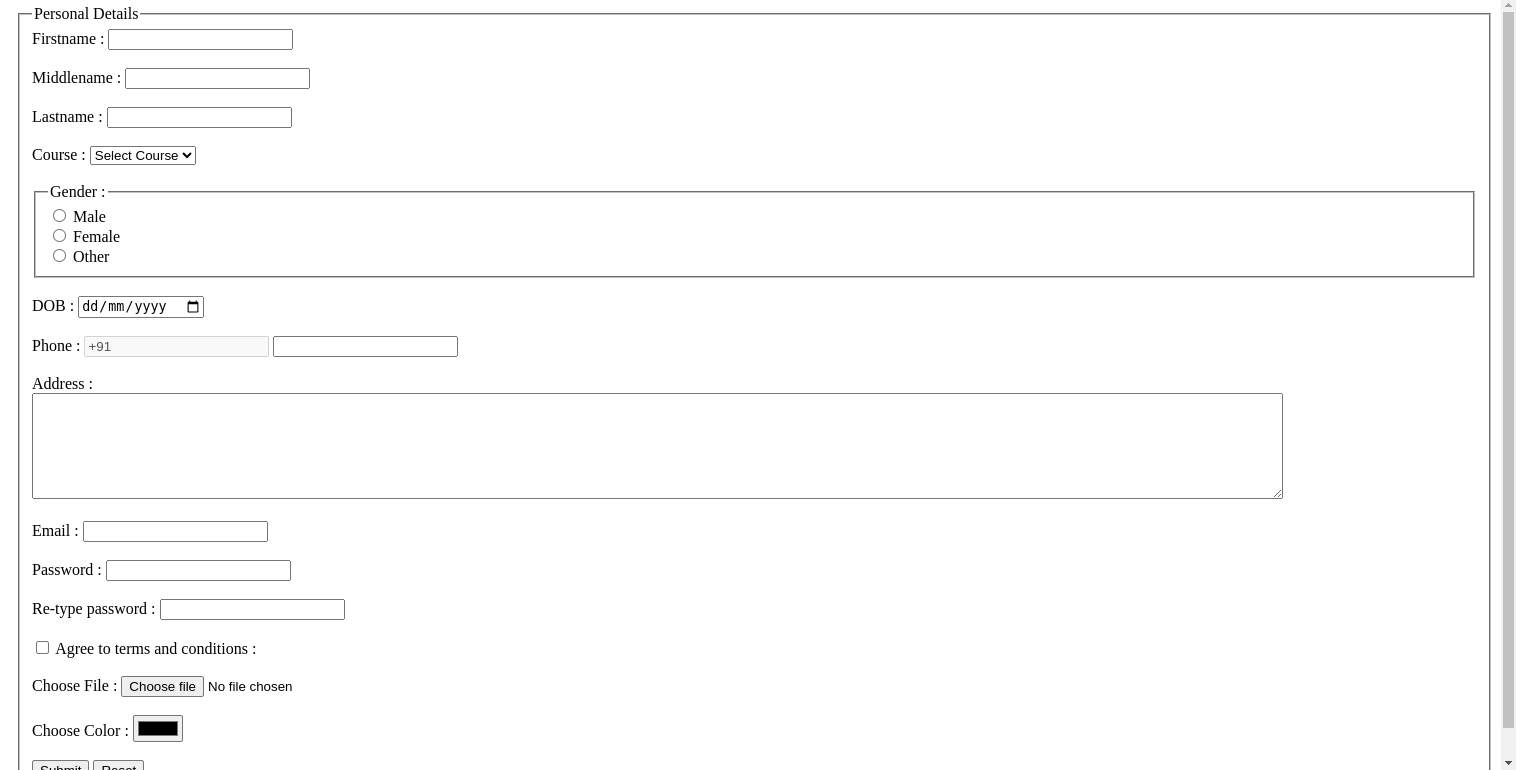 Personal Details
Firstname :
Middlename :
Lastname :
Course : Select Course
Gender :
Male
Female
Other
DOB : dd/mm/yyyy
Phone : +91
Address :
Email :
Password :
Re-type password :
Agree to terms and conditions :
Choose File : Choose file No file chosen
Choose Color :
Submit Reset